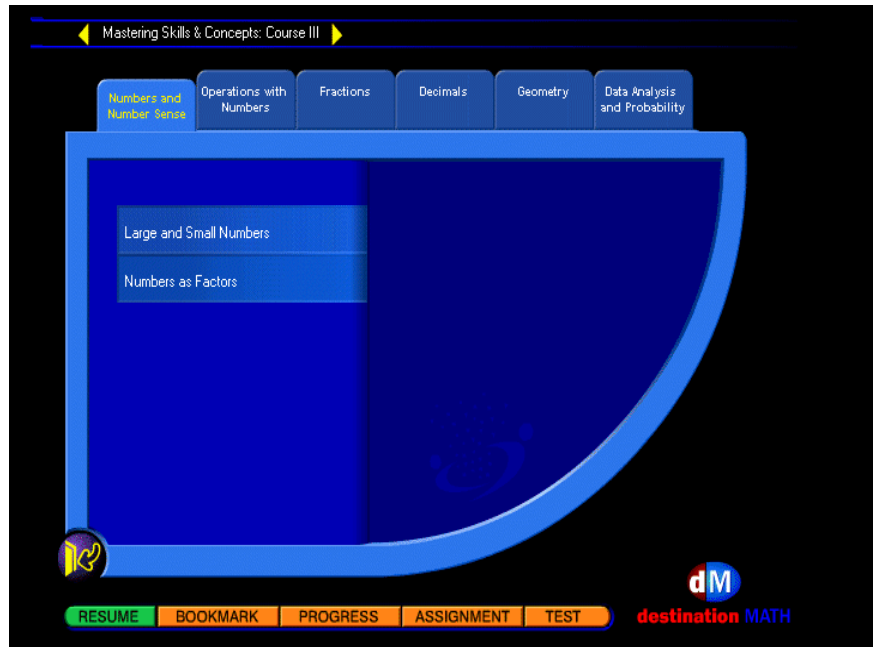 Mastering Skills & Concepts: Course III
Numbers and
Number Sense
Operations with
Numbers
Fractions
Decimals
Geometry
Data Analysis
and Probability
Large and Small Numbers
Numbers as Factors
dM
destination MATH
RESUME
BOOKMARK
PROGRESS
ASSIGNMENT
TEST